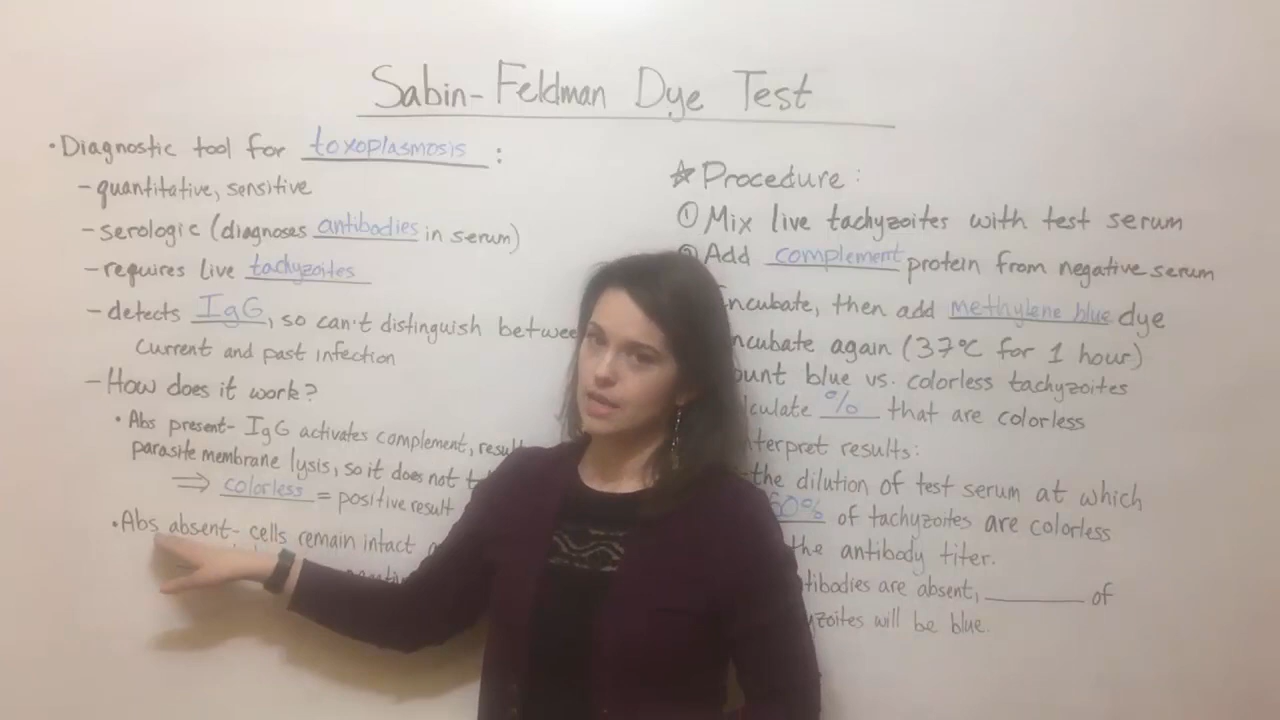 Sabin-Feldman Dye Test
• Diagnostic tool for toxoplasmosis :
- quantitative, sensitive
- serologic (diagnoses antibodies in serum)
- requires live tachyzoites
- detects IgG, so can't distinguish betwee
current and past infection
- How does it work?
• Abs present- IgG activates complement, resul
parasite membrane lysis, so it does not t
⇒ colorless = positive result
• Abs absent- cells remain intact
☆ Procedure:
① Mix live tachyzoites with test serum
② Add complement protein from negative serum
Incubate, then add methylene blue dye
ncubate again (37°C for 1 hour)
ount blue vs. colorless tachyzoites
lculate % that are colorless
nterpret results:
- the dilution of test serum at which
50% of tachyzoites are colorless
the antibody titer.
tibodies are absent, ______ of
yzoites will be blue.